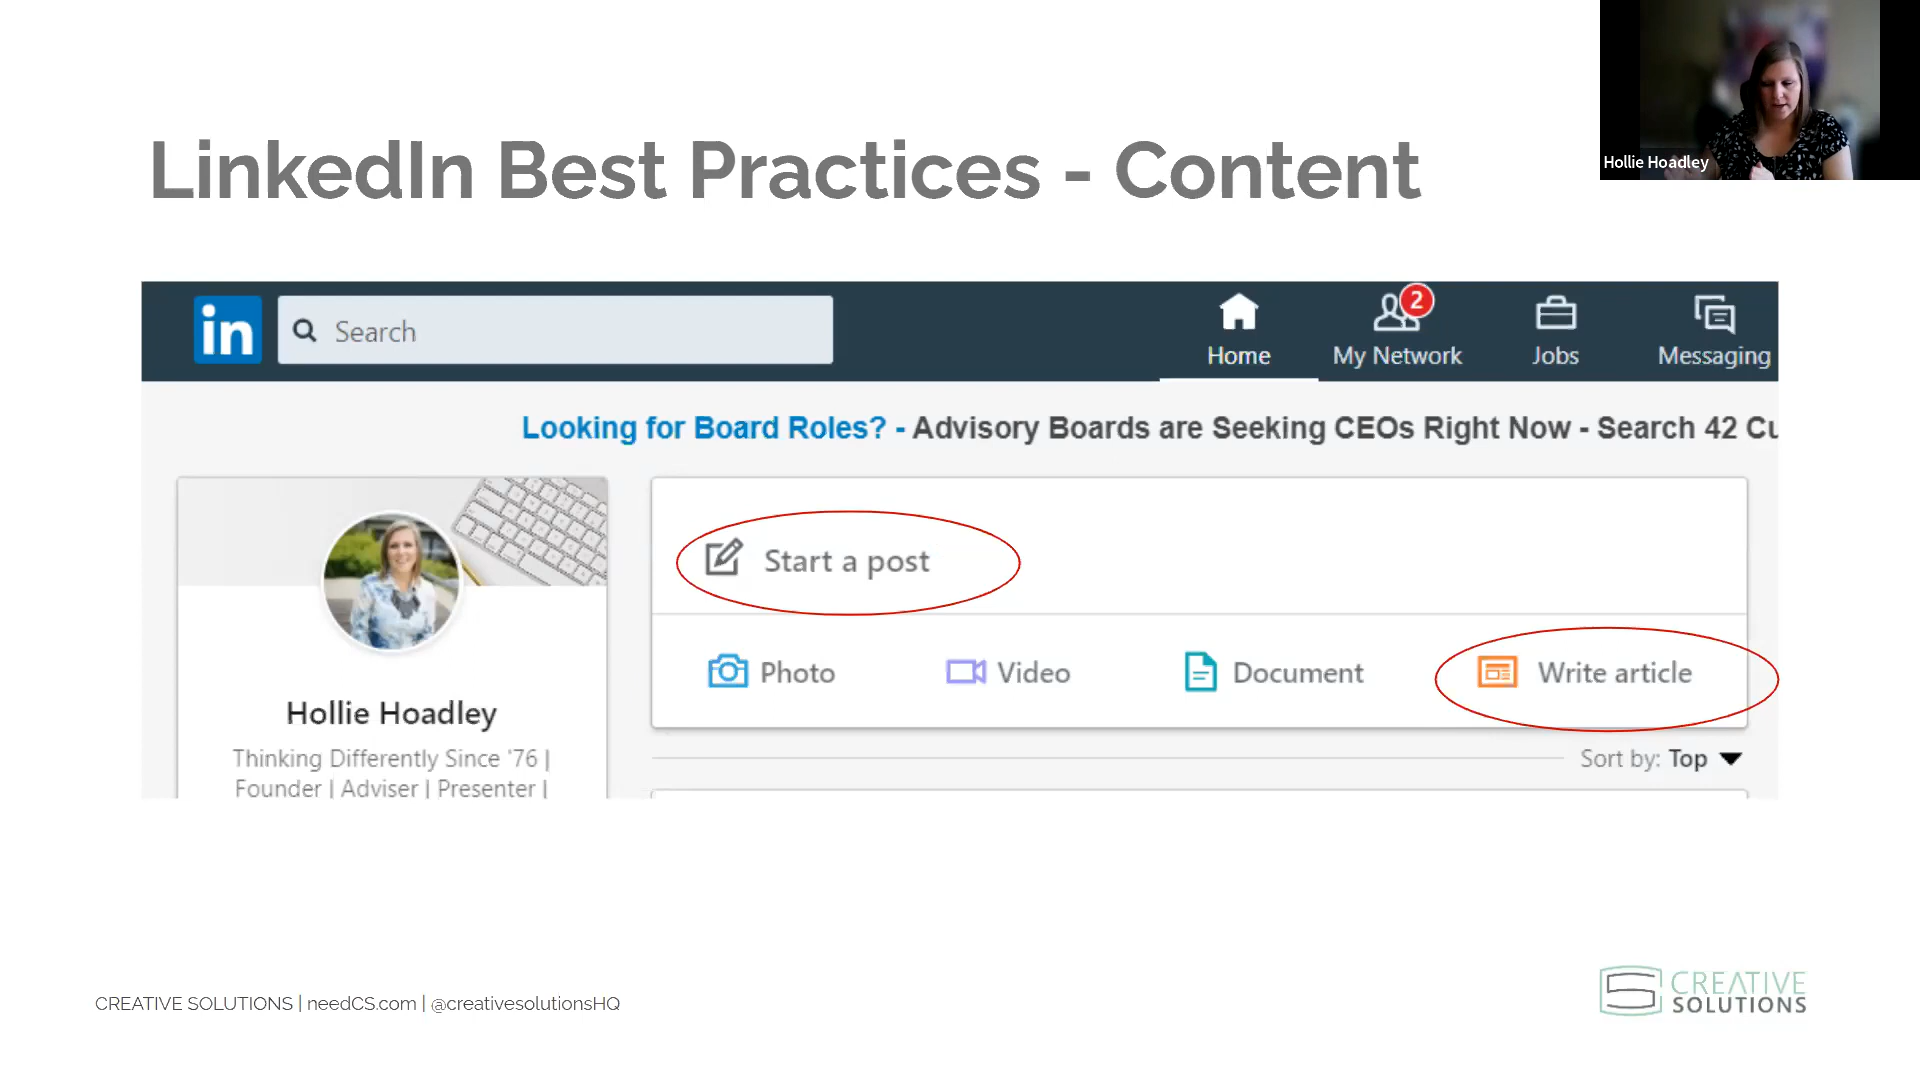 Hollie Hoadley
LinkedIn Best Practices - Content
in
Search
Home
My Network
2
Jobs
Messaging
Looking for Board Roles? - Advisory Boards are Seeking CEOs Right Now - Search 42 Cu
Start a post
Photo
Video
Document
Write article
Sort by: Top
Hollie Hoadley
Thinking Differently Since '76 |
Founder | Adviser | Presenter |
CREATIVE SOLUTIONS | needCS.com | @creativesolutionsHQ
CREATIVE
SOLUTIONS